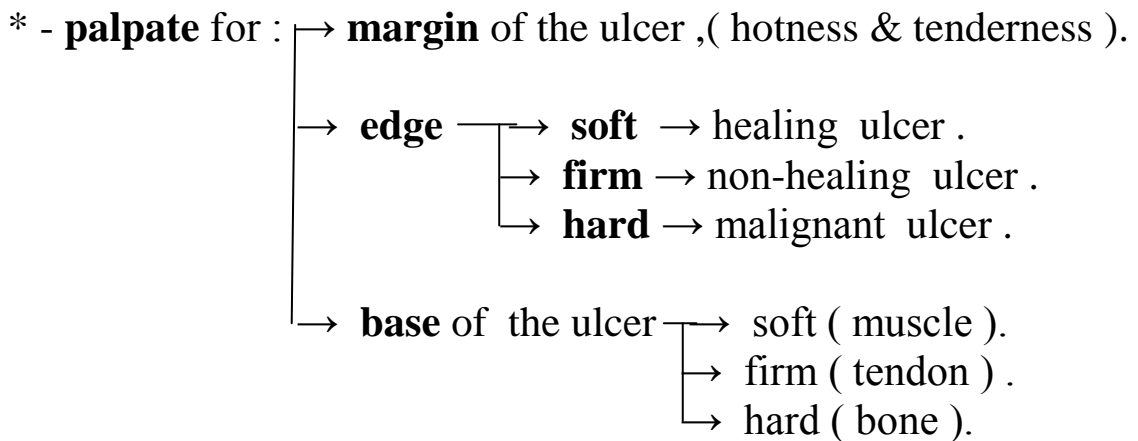 * - palpate for : → margin of the ulcer ,( hotness & tenderness ).
→ edge → soft → healing ulcer .
→ firm → non-healing ulcer .
→ hard → malignant ulcer .
→ base of the ulcer → soft ( muscle ).
→ firm ( tendon ) .
→ hard ( bone ).